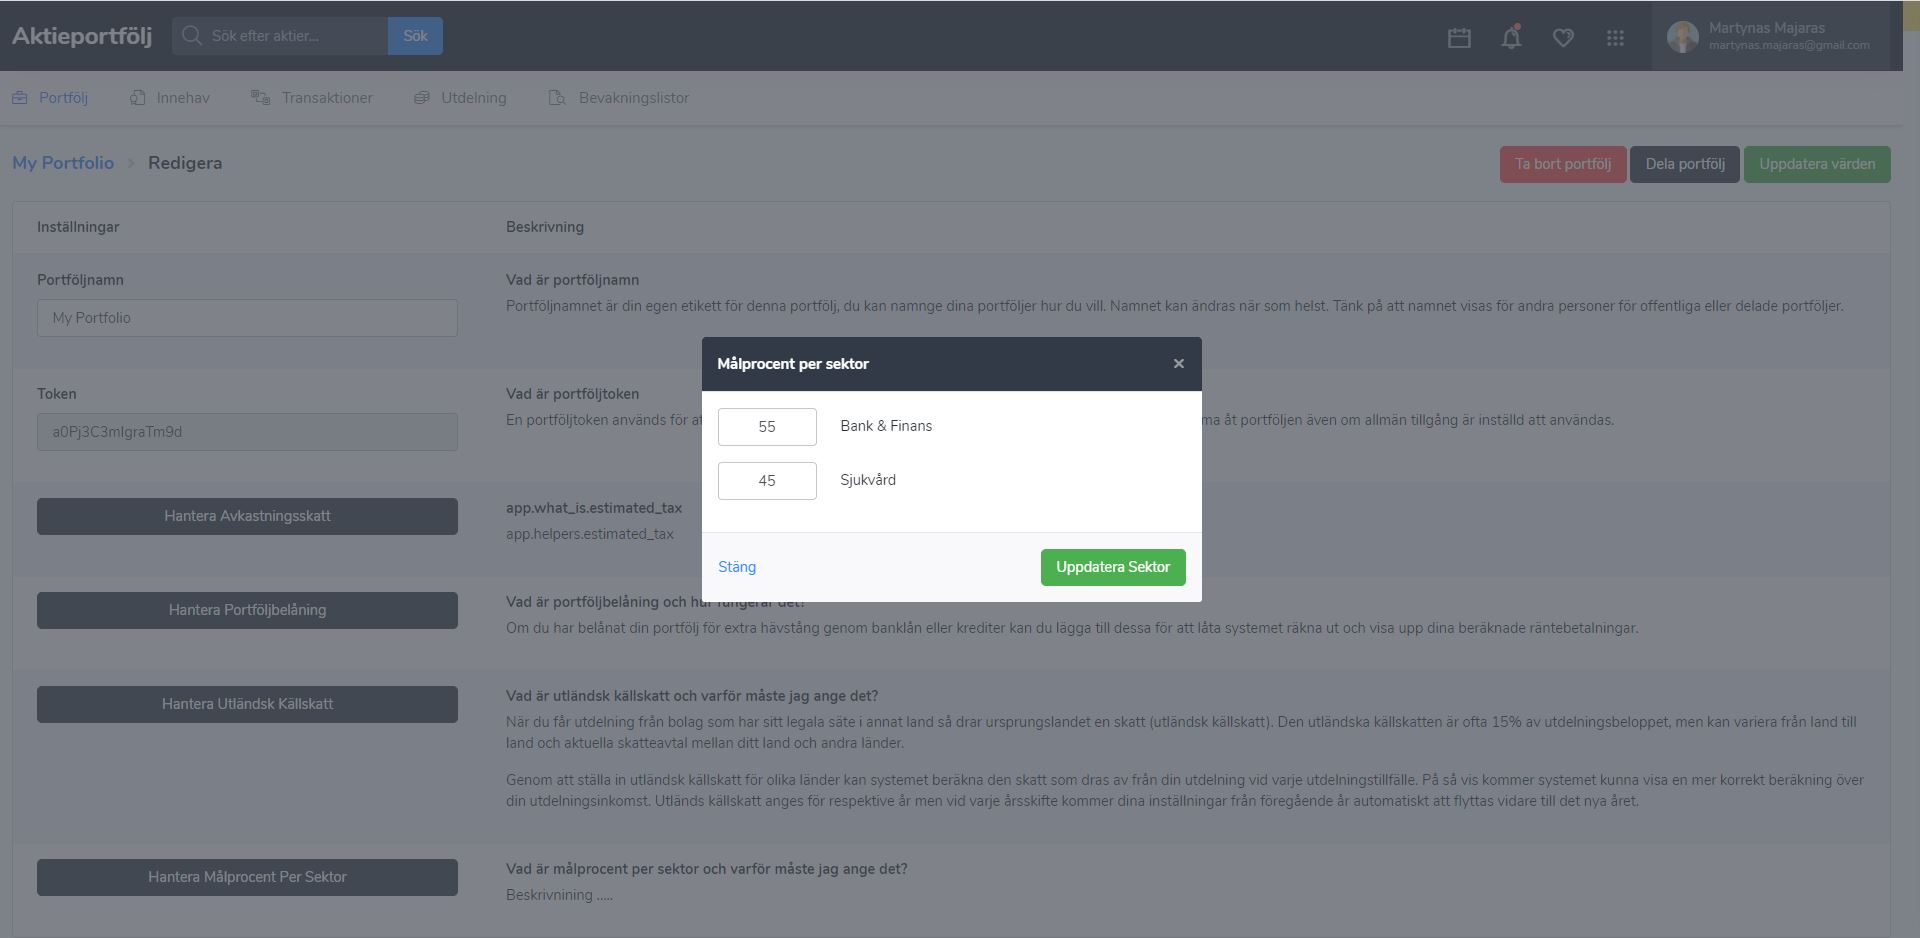 Aktieportfölj
Sök efter aktier...
Sök
Martynas Majaras
martynas.majaras@gmail.com
Portfölj
Innehav
Transaktioner
Utdelning
Bevakningslistor
My Portfolio
Redigera
Ta bort portfölj
Dela portfölj
Uppdatera värden
Inställningar
Beskrivning
Portföljnamn
My Portfolio
Vad är portföljnamn
Portföljnamnet är din egen etikett för denna portfölj, du kan namnge dina portföljer hur du vill. Namnet kan ändras när som helst. Tänk på att namnet visas för andra personer för offentliga eller delade portföljer.
Målprocent per sektor
×
55
Bank & Finans
45
Sjukvård
Stäng
Uppdatera Sektor
Token
Vad är portföljtoken
En portföljtoken används för
åt portföljen även om allmän tillgång är inställd att användas.
Hantera Avkastningsskatt
app.what_is.estimated_tax
app.helpers.estimated_tax
Hantera Portföljbelåning
Vad är portföljbelåning och hur fungerar det?
Om du har belånat din portfölj för extra hävstång genom banklån eller krediter kan du lägga till dessa för att låta systemet räkna ut och visa upp dina beräknade räntebetalningar.
Hantera Utländsk Källskatt
Vad är utländsk källskatt och varför måste jag ange det?
När du får utdelning från bolag som har sitt legala säte i annat land så drar ursprungslandet en skatt (utländsk källskatt). Den utländska källskatten är ofta 15% av utdelningsbeloppet, men kan variera från land till
land och aktuella skatteavtal mellan ditt land och andra länder.
Genom att ställa in utländsk källskatt för olika länder kan systemet beräkna den skatt som dras av från din utdelning vid varje utdelningstillfälle. På så vis kommer systemet kunna visa en mer korrekt beräkning över
din utdelningsinkomst. Utländs källskatt anges för respektive år men vid varje årsskifte kommer dina inställningar från föregående år automatiskt att flyttas vidare till det nya året.
Hantera Målprocent Per Sektor
Vad är målprocent per sektor och varför måste jag ange det?
Beskrivnining .....